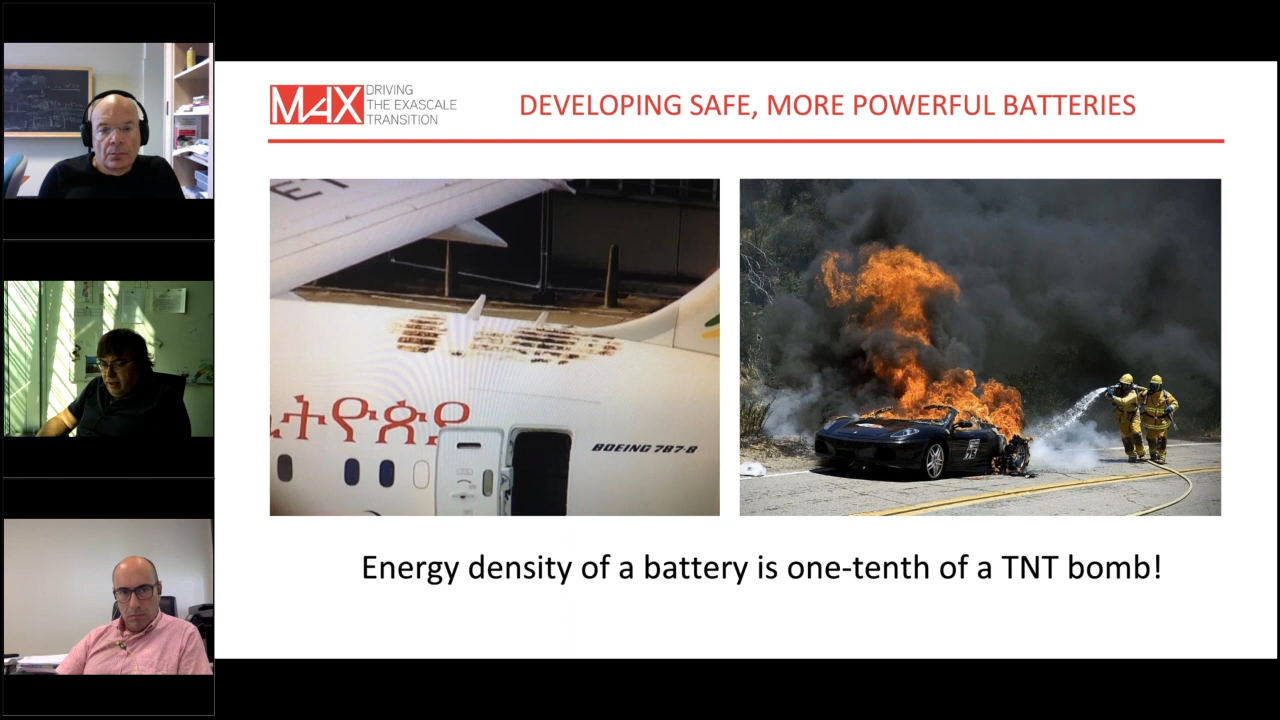 MAX DRIVING
THE EXASCALE
TRANSITION
DEVELOPING SAFE, MORE POWERFUL BATTERIES
ET
ኢትዮጵያ
BOEING 787-8
Energy density of a battery is one-tenth of a TNT bomb!